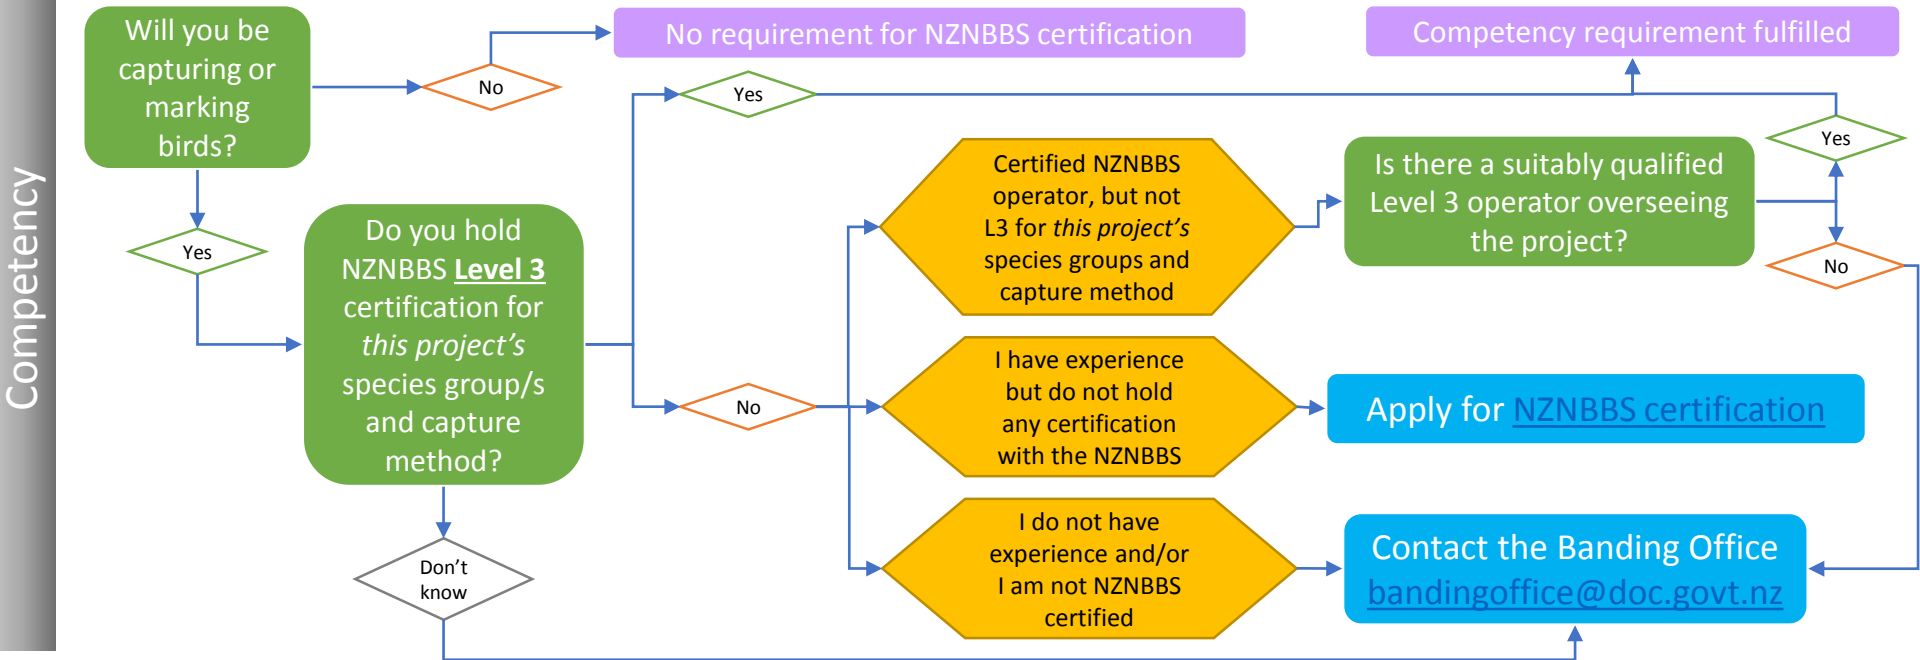 Competency
Will you be
capturing or
marking
birds?
No
No requirement for NZNBBS certification
Competency requirement fulfilled
Yes
Do you hold
NZNBBS Level 3
certification for
this project's
species group/s
and capture
method?
Yes
No
Don't
know
Certified NZNBBS
operator, but not
L3 for this project's
species groups and
capture method
Is there a suitably qualified
Level 3 operator overseeing
the project?
Yes
No
I have experience
but do not hold
any certification
with the NZNBBS
Apply for NZNBBS certification
I do not have
experience and/or
I am not NZNBBS
certified
Contact the Banding Office
bandingoffice@doc.govt.nz